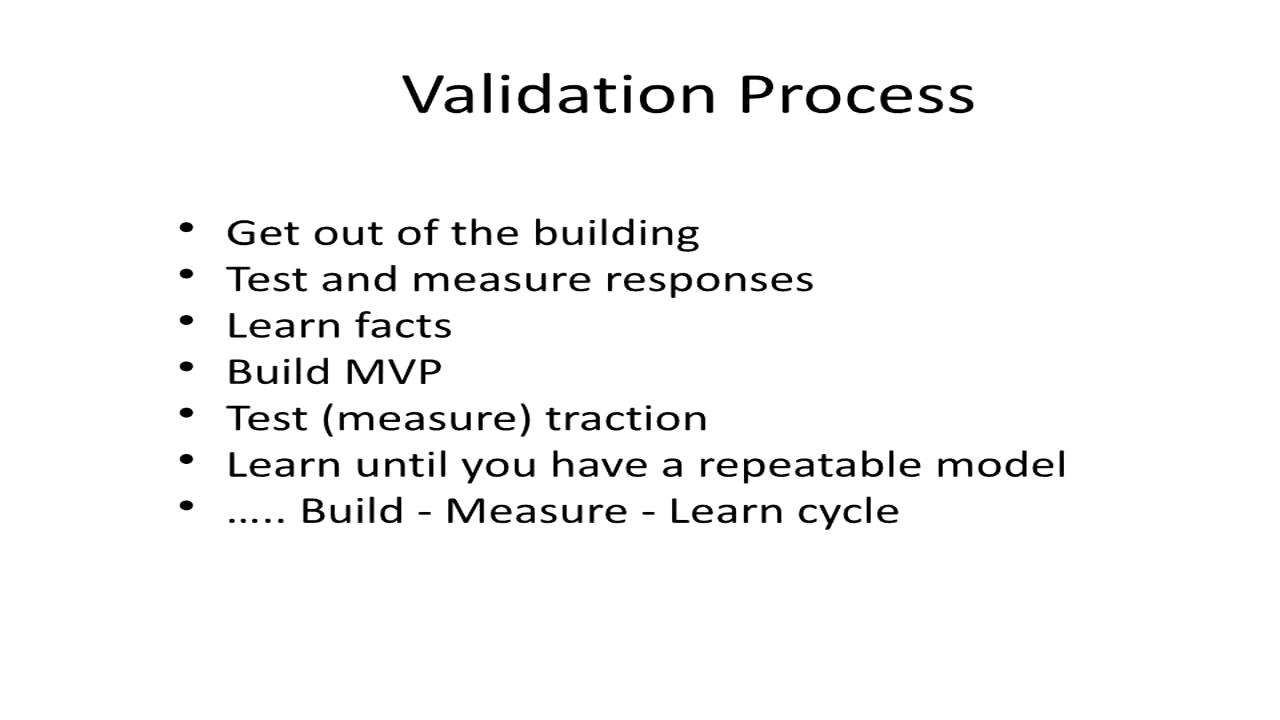 Validation Process
• Get out of the building
• Test and measure responses
• Learn facts
• Build MVP
• Test (measure) traction
• Learn until you have a repeatable model
• ..... Build - Measure - Learn cycle